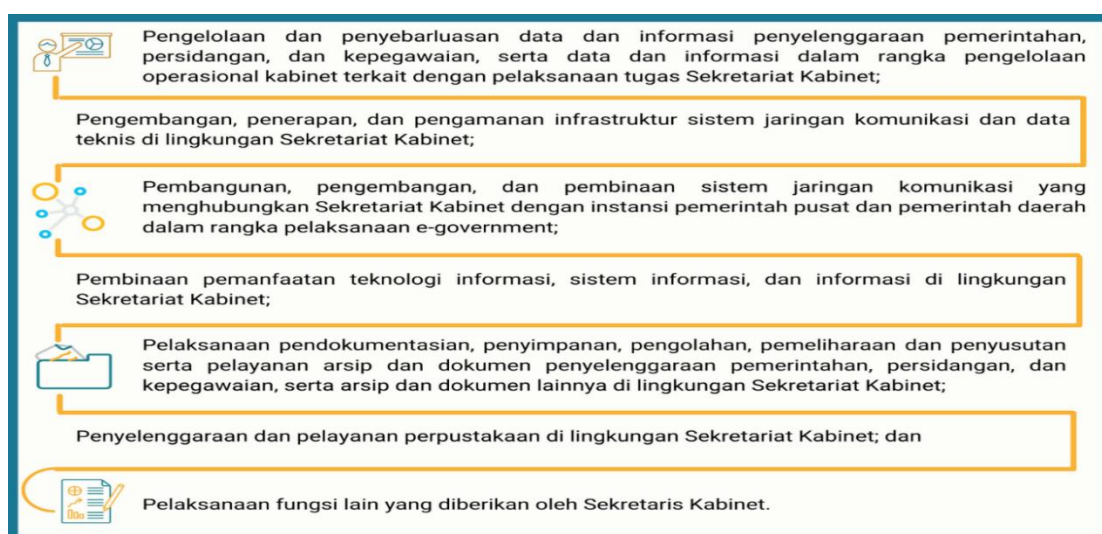 Pengelolaan dan penyebarluasan data dan informasi penyelenggaraan pemerintahan,
persidangan, dan kepegawaian, serta data dan informasi dalam rangka pengelolaan
operasional kabinet terkait dengan pelaksanaan tugas Sekretariat Kabinet;
Pengembangan, penerapan, dan pengamanan infrastruktur sistem jaringan komunikasi dan data
teknis di lingkungan Sekretariat Kabinet;
Pembangunan, pengembangan, dan pembinaan sistem jaringan komunikasi yang
menghubungkan Sekretariat Kabinet dengan instansi pemerintah pusat dan pemerintah daerah
dalam rangka pelaksanaan e-government;
Pembinaan pemanfaatan teknologi informasi, sistem informasi, dan informasi di lingkungan
Sekretariat Kabinet;
Pelaksanaan pendokumentasian, penyimpanan, pengolahan, pemeliharaan dan penyusutan
serta pelayanan arsip dan dokumen penyelenggaraan pemerintahan, persidangan, dan
kepegawaian, serta arsip dan dokumen lainnya di lingkungan Sekretariat Kabinet;
Penyelenggaraan dan pelayanan perpustakaan di lingkungan Sekretariat Kabinet; dan
Pelaksanaan fungsi lain yang diberikan oleh Sekretaris Kabinet.